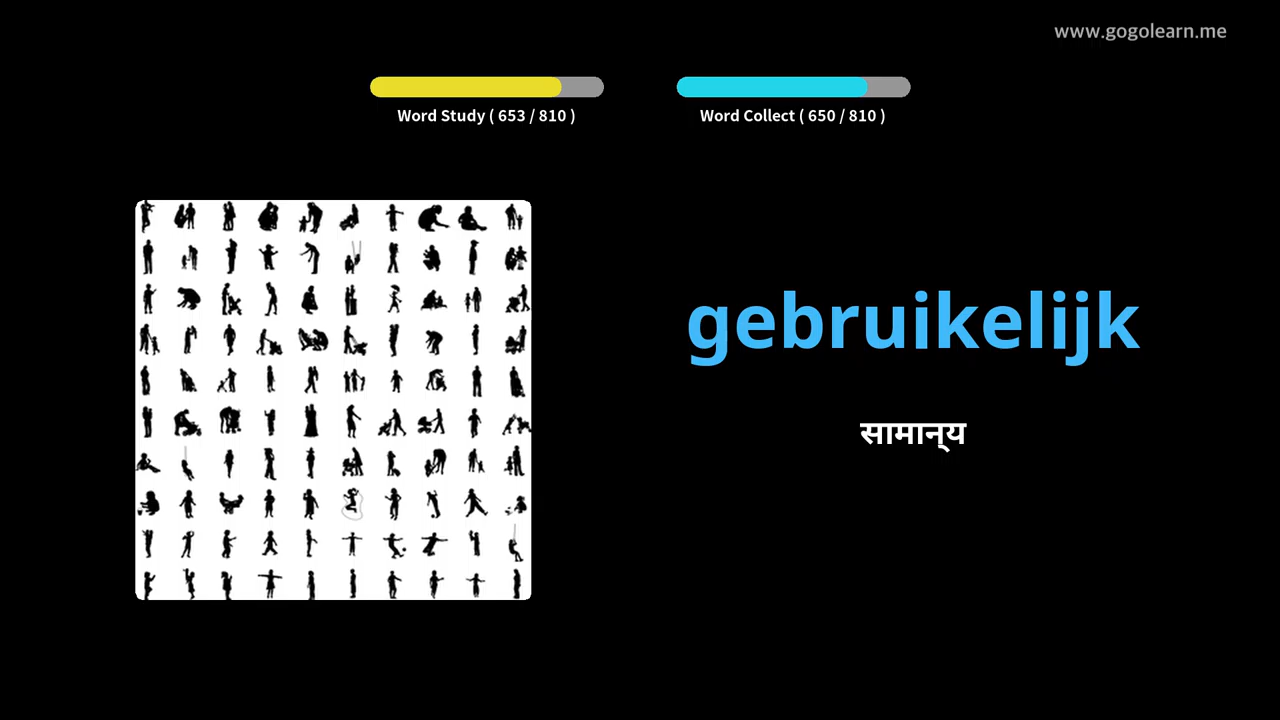 www.gogolearn.me
Word Study ( 653 / 810 )
Word Collect ( 650 / 810 )
gebruikelijk
सामान्य